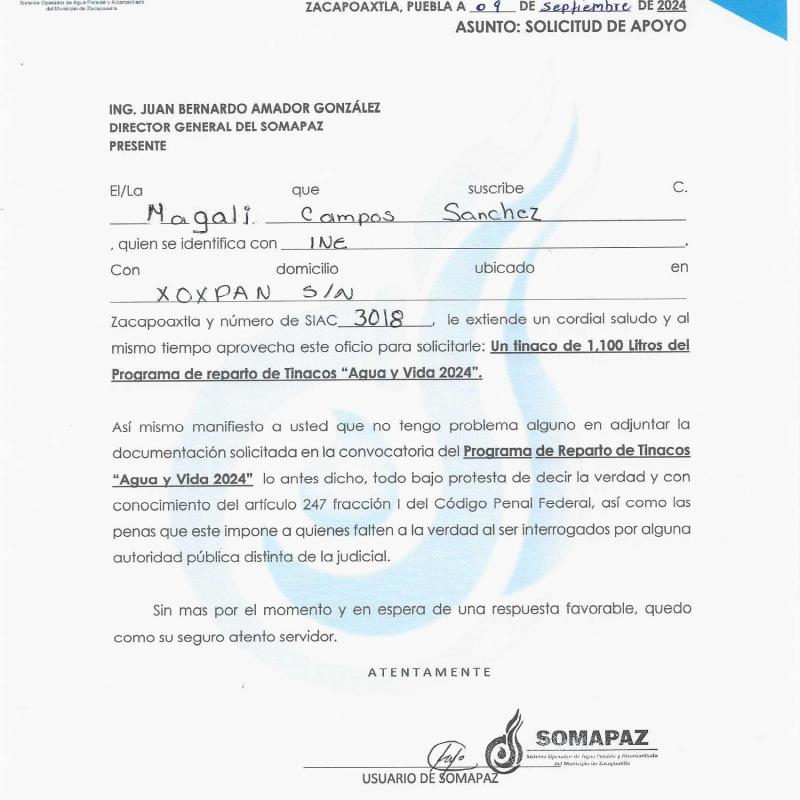 Sistema Operador de Agua Potable y Alcantarillado
del Municipio de Zacapoaxtla
ZACAPOAXTLA, PUEBLA A 09 DE Septiembre DE 2024
ASUNTO: SOLICITUD DE APOYO
ING. JUAN BERNARDO AMADOR GONZÁLEZ
DIRECTOR GENERAL DEL SOMAPAZ
PRESENTE
El/La que suscribe C.
Magali Campos Sanchez
, quien se identifica con INE .
Con domicilio ubicado en
XOXPAN S/N
Zacapoaxtla y número de SIAC 3018 , le extiende un cordial saludo y al
mismo tiempo aprovecha este oficio para solicitarle: Un tinaco de 1,100 Litros del
Programa de reparto de Tinacos “Agua y Vida 2024”.
Así mismo manifiesto a usted que no tengo problema alguno en adjuntar la
documentación solicitada en la convocatoria del Programa de Reparto de Tinacos
“Agua y Vida 2024” lo antes dicho, todo bajo protesta de decir la verdad y con
conocimiento del artículo 247 fracción I del Código Penal Federal, así como las
penas que este impone a quienes falten a la verdad al ser interrogados por alguna
autoridad pública distinta de la judicial.
Sin mas por el momento y en espera de una respuesta favorable, quedo
como su seguro atento servidor.
ATENTAMENTE
SOMAPAZ
Sistema Operador de Agua Potable y Alcantarillado
del Municipio de Zacapoaxtla
USUARIO DE SOMAPAZ